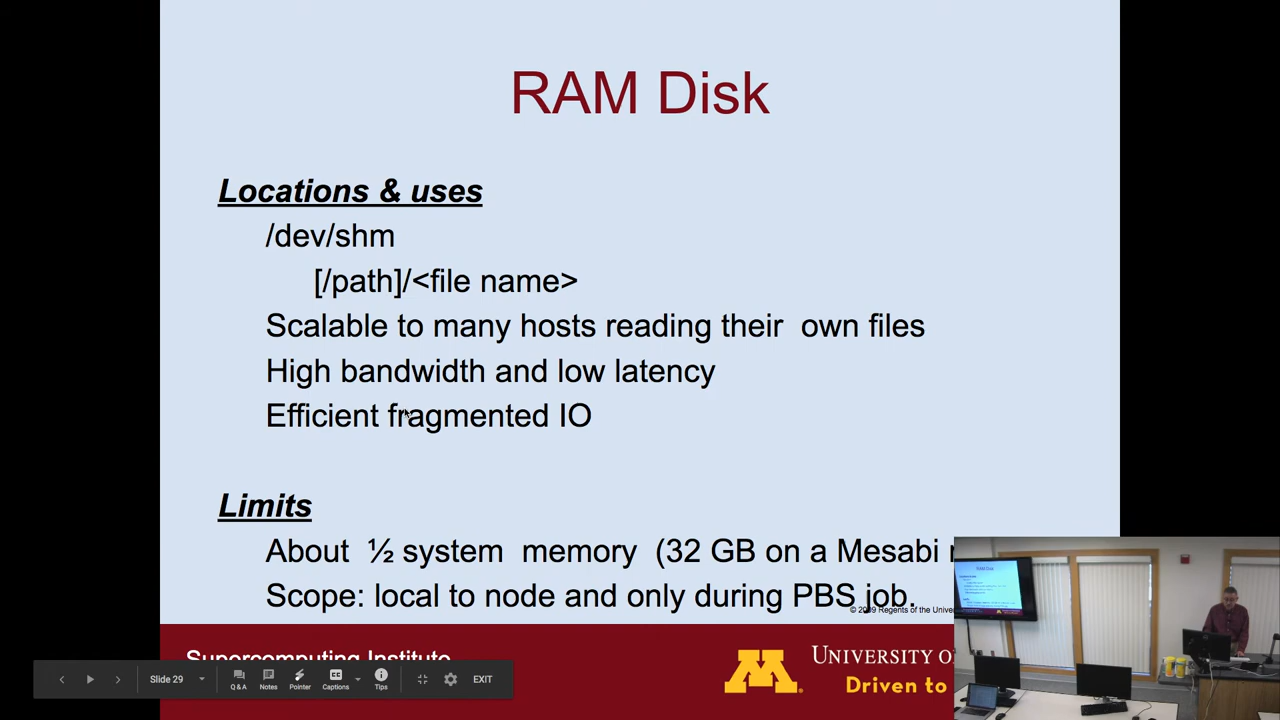 RAM Disk
Locations & uses
/dev/shm
[/path]/<file name>
Scalable to many hosts reading their own files
High bandwidth and low latency
Efficient fragmented IO
Limits
About ½ system memory (32 GB on a Mesabi
Scope: local to node and only during PBS job.
© 2009 Regents of the
Supercomputing Institute
UNIVERSITY
Driven to
Slide 29
Q & A
Notes
Pointer
Captions
Tips
EXIT